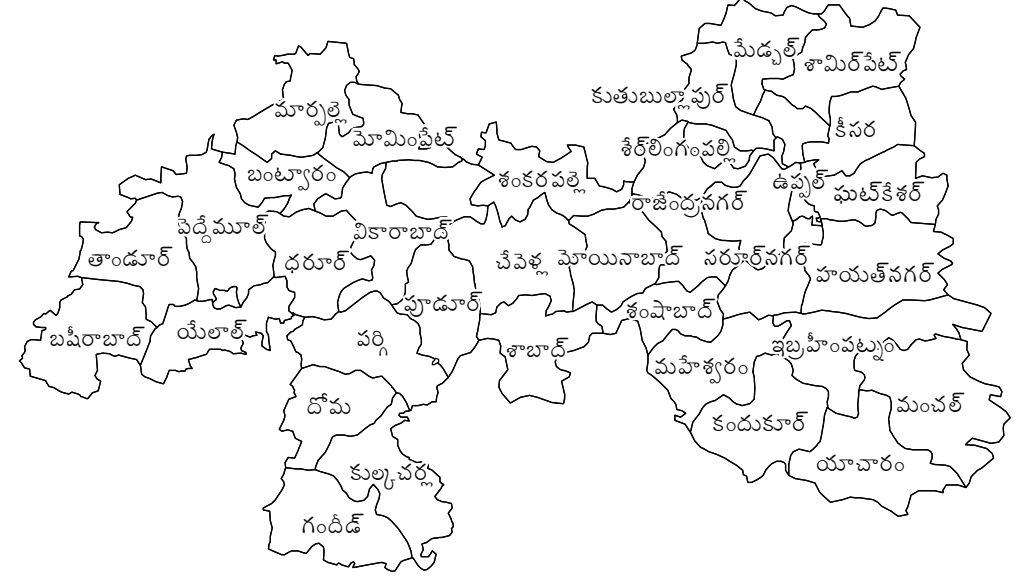 మేడ్చల్
శామిర్‌పేట్
కుతుబుల్లాపుర్
మార్పల్లె
కీసర
మోమింప్రేట్
శేర్‌లింగంపల్లి
బంట్వారం
శంకరపల్లె
ఉప్పల్
ఘట్‌కేశర్
రాజేంద్రనగర్
పెద్దేమూల్
వికారాబాద్
తాండూర్
ధరూర్
చేవెళ్ల
మోయినాబాద్
సరూర్‌నగర్
హయత్‌నగర్
పూడూర్
శంషాబాద్
బషీరాబాద్
యేలాల్
పర్గి
శాబాద్
ఇబ్రహీంపట్నం
మహేశ్వరం
దోమ
మంచల్
కందుకూర్
కుల్కచర్ల
యాచారం
గండీడ్